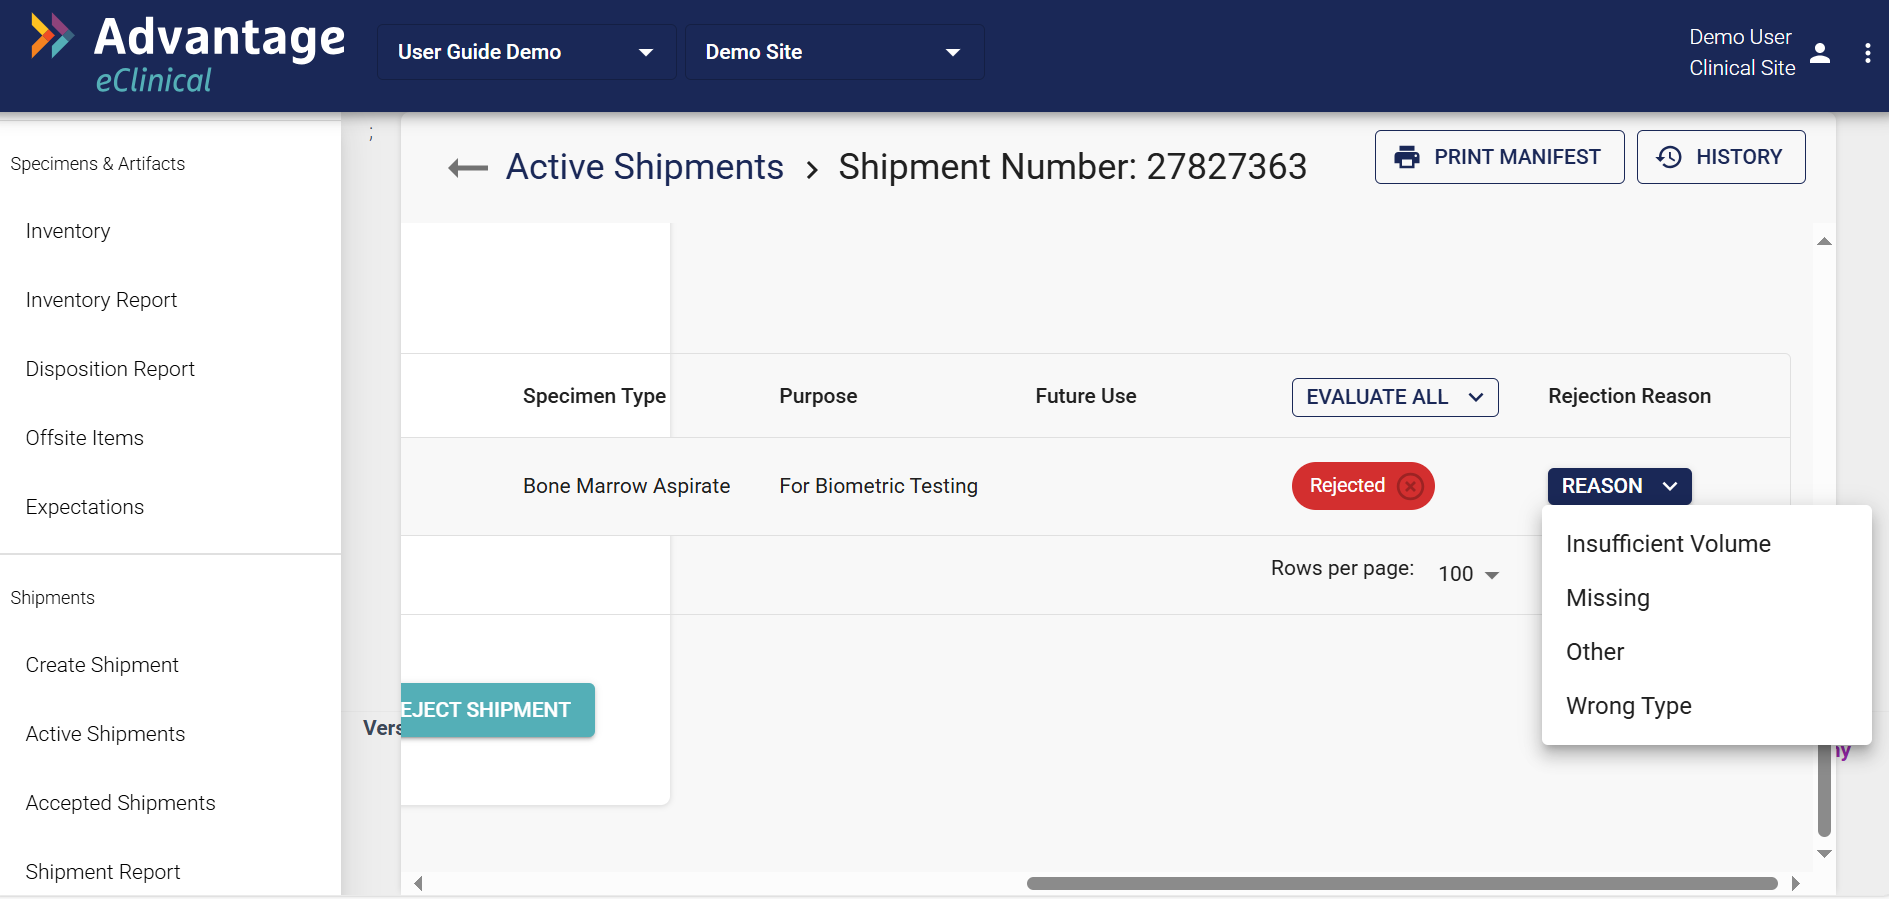 Advantage
eClinical
User Guide Demo
Demo Site
Demo User
Clinical Site
Specimens & Artifacts
Inventory
Inventory Report
Disposition Report
Offsite Items
Expectations
Shipments
Create Shipment
Active Shipments
Accepted Shipments
Shipment Report
;
Active Shipments › Shipment Number: 27827363
PRINT MANIFEST
HISTORY
Specimen Type Purpose Future Use EVALUATE ALL Rejection Reason
Bone Marrow Aspirate For Biometric Testing Rejected REASON
Insufficient Volume
Missing
Other
Wrong Type
Rows per page: 100
EJECT SHIPMENT
Vers